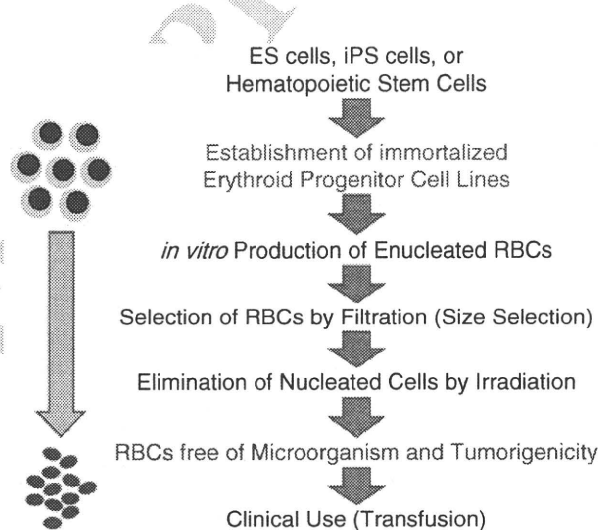 ES cells, iPS cells, or
Hematopoietic Stem Cells
Establishment of immortalized
Erythroid Progenitor Cell Lines
in vitro Production of Enucleated RBCs
Selection of RBCs by Filtration (Size Selection)
Elimination of Nucleated Cells by Irradiation
RBCs free of Microorganism and Tumorigenicity
Clinical Use (Transfusion)